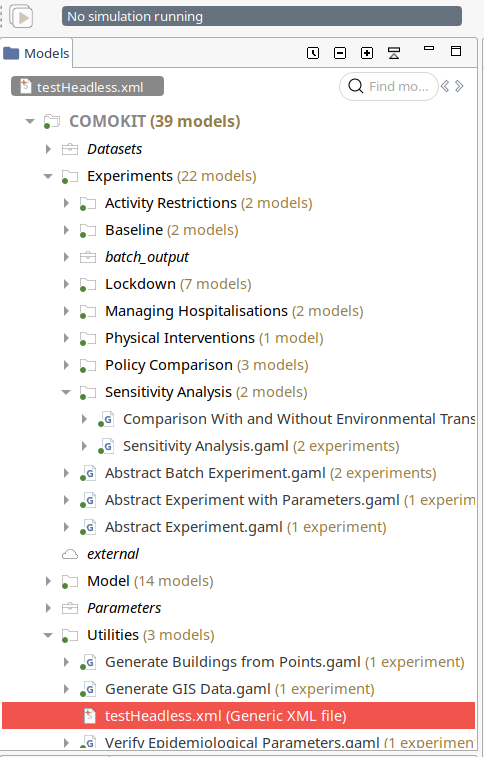 No simulation running
Models
testHeadless.xml
Find mo...
COMOKIT (39 models)
Datasets
Experiments (22 models)
Activity Restrictions (2 models)
Baseline (2 models)
batch_output
Lockdown (7 models)
Managing Hospitalisations (2 models)
Physical Interventions (1 model)
Policy Comparison (3 models)
Sensitivity Analysis (2 models)
Comparison With and Without Environmental Trans
Sensitivity Analysis.gaml (2 experiments)
Abstract Batch Experiment.gaml (2 experiments)
Abstract Experiment with Parameters.gaml (1 experim
Abstract Experiment.gaml (1 experiment)
external
Model (14 models)
Parameters
Utilities (3 models)
Generate Buildings from Points.gaml (1 experiment)
Generate GIS Data.gaml (1 experiment)
testHeadless.xml (Generic XML file)
Verify Epidemiological Parameters.gaml (1 experimen